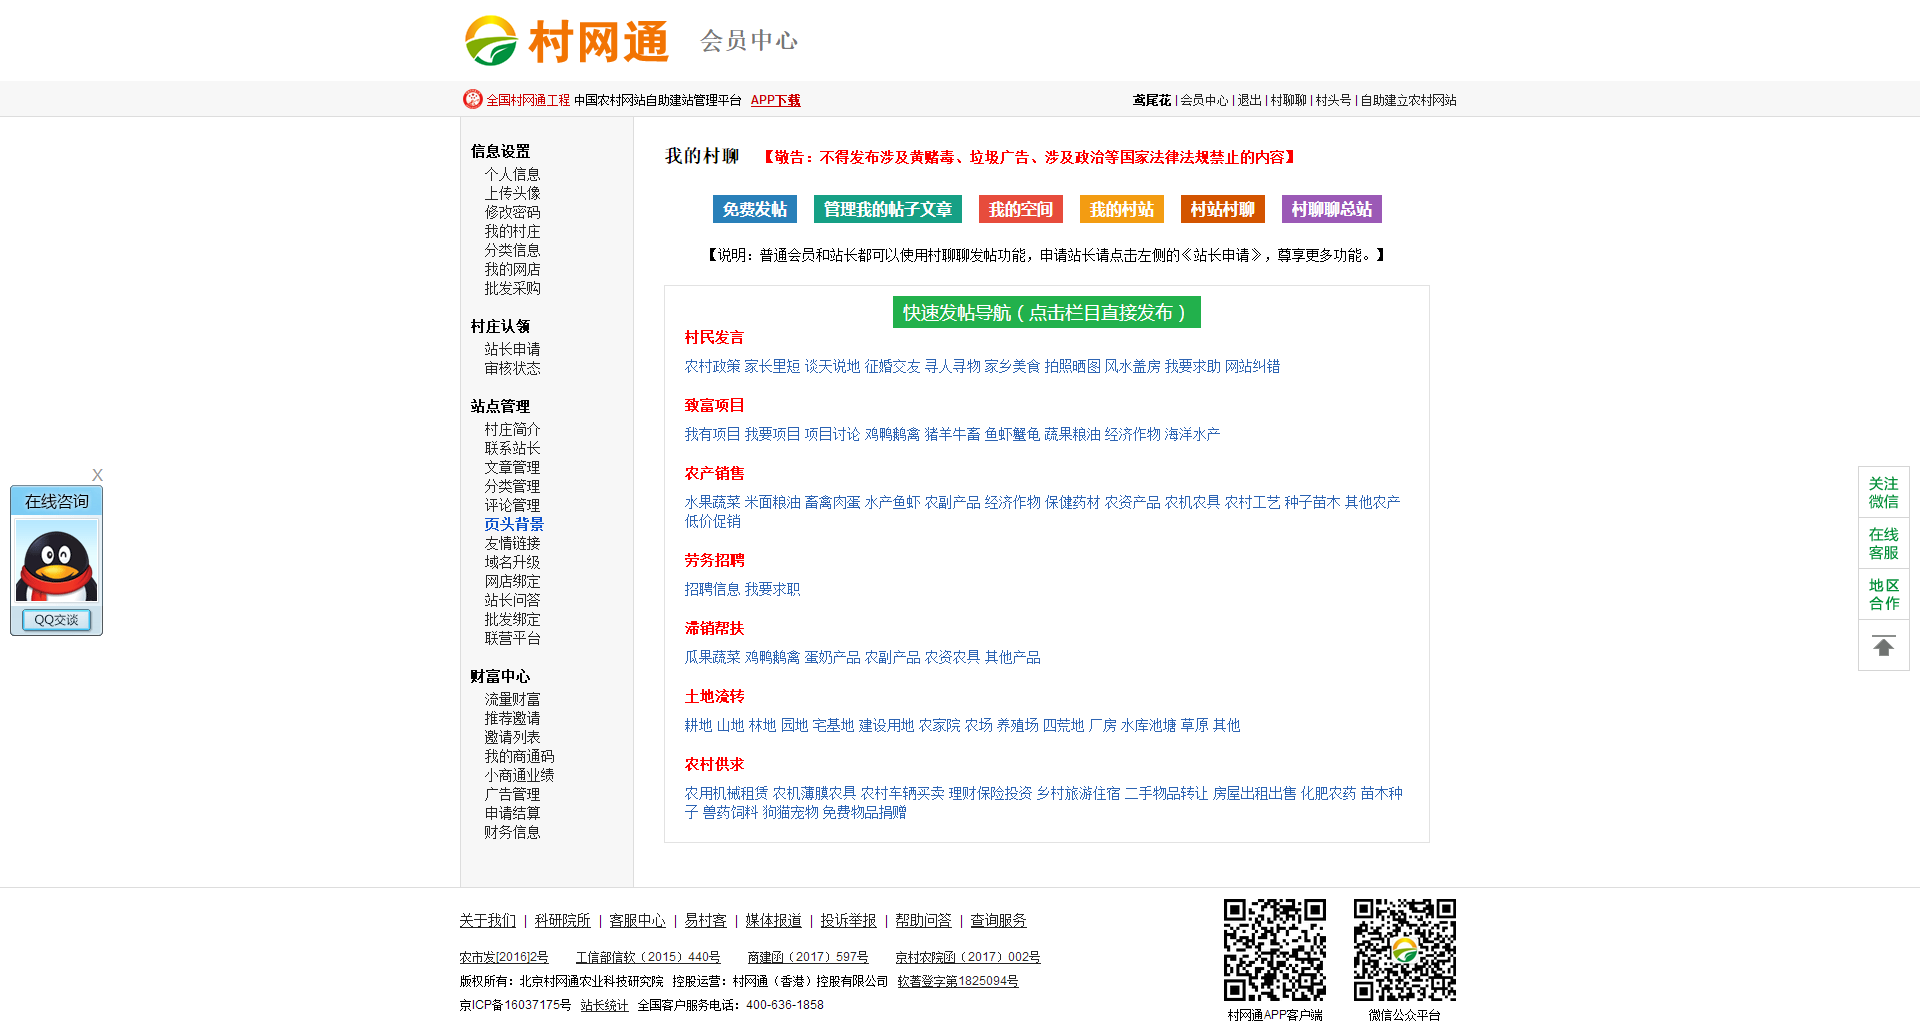 村网通 会员中心
全国村网通工程 中国农村网站自助建站管理平台 APP下载
鸢尾花 | 会员中心 | 退出 | 村聊聊 | 村头号 | 自助建立农村网站
信息设置
个人信息
上传头像
修改密码
我的村庄
分类信息
我的网店
批发采购
村庄认领
站长申请
审核状态
站点管理
村庄简介
联系站长
文章管理
分类管理
评论管理
页头背景
友情链接
域名升级
网店绑定
站长问答
批发绑定
联营平台
财富中心
流量财富
推荐邀请
邀请列表
我的商通码
小商通业绩
广告管理
申请结算
财务信息
我的村聊 【敬告：不得发布涉及黄赌毒、垃圾广告、涉及政治等国家法律法规禁止的内容】
免费发帖 管理我的帖子文章 我的空间 我的村站 村站村聊 村聊聊总站
【说明：普通会员和站长都可以使用村聊聊发帖功能，申请站长请点击左侧的《站长申请》，尊享更多功能。】
快速发帖导航（点击栏目直接发布）
村民发言
农村政策 家长里短 谈天说地 征婚交友 寻人寻物 家乡美食 拍照晒图 风水盖房 我要求助 网站纠错
致富项目
我有项目 我要项目 项目讨论 鸡鸭鹅禽 猪羊牛畜 鱼虾蟹龟 蔬果粮油 经济作物 海洋水产
农产销售
水果蔬菜 米面粮油 畜禽肉蛋 水产鱼虾 农副产品 经济作物 保健药材 农资产品 农机农具 农村工艺 种子苗木 其他农产
低价促销
劳务招聘
招聘信息 我要求职
滞销帮扶
瓜果蔬菜 鸡鸭鹅禽 蛋奶产品 农副产品 农资农具 其他产品
土地流转
耕地 山地 林地 园地 宅基地 建设用地 农家院 农场 养殖场 四荒地 厂房 水库池塘 草原 其他
农村供求
农用机械租赁 农机薄膜农具 农村车辆买卖 理财保险投资 乡村旅游住宿 二手物品转让 房屋出租出售 化肥农药 苗木种
子 兽药饲料 狗猫宠物 免费物品捐赠
X
在线咨询
QQ交谈
关注
微信
在线
客服
地区
合作
关于我们 | 科研院所 | 客服中心 | 易村客 | 媒体报道 | 投诉举报 | 帮助问答 | 查询服务
农市发[2016]2号 工信部信软（2015）440号 商建函（2017）597号 京村农院函（2017）002号
版权所有：北京村网通农业科技研究院 控股运营：村网通（香港）控股有限公司 软著登字第1825094号
京ICP备16037175号 站长统计 全国客户服务电话：400-636-1858
村网通APP客户端
微信公众平台